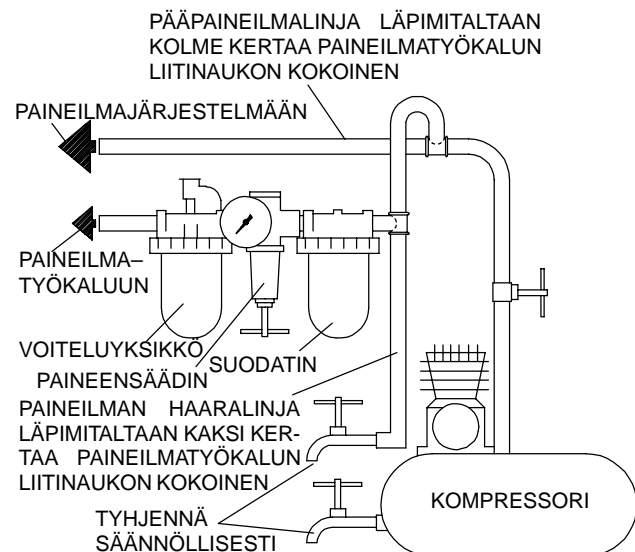 PÄÄPAINEILMALINJA LÄPIMITALTAAN
KOLME KERTAA PAINEILMATYÖKALUN
LIITINAUKON KOKOINEN
PAINEILMAJÄRJESTELMÄÄN
PAINEILMA–
TYÖKALUUN
VOITELUYKSIKKÖ
SUODATIN
PAINEENSÄÄDIN
PAINEILMAN HAARALINJA
LÄPIMITALTAAN KAKSI KER-
TAA PAINEILMATYÖKALUN
LIITINAUKON KOKOINEN
KOMPRESSORI
TYHJENNÄ
SÄÄNNÖLLISESTI